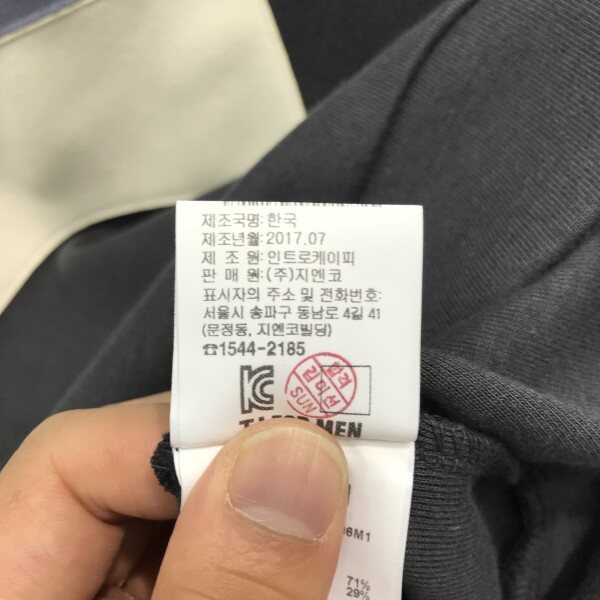 제조국명:한국
제조년월:2017.07
제 조 원:인트로케이피
판 매 원:(주)지엔코
표시자의 주소 및 전화번호:
서울시 송파구 동남로 4길 41
(문정동, 지엔코빌딩)
☎1544-2185
합격
SUN
MEN
71%
29%